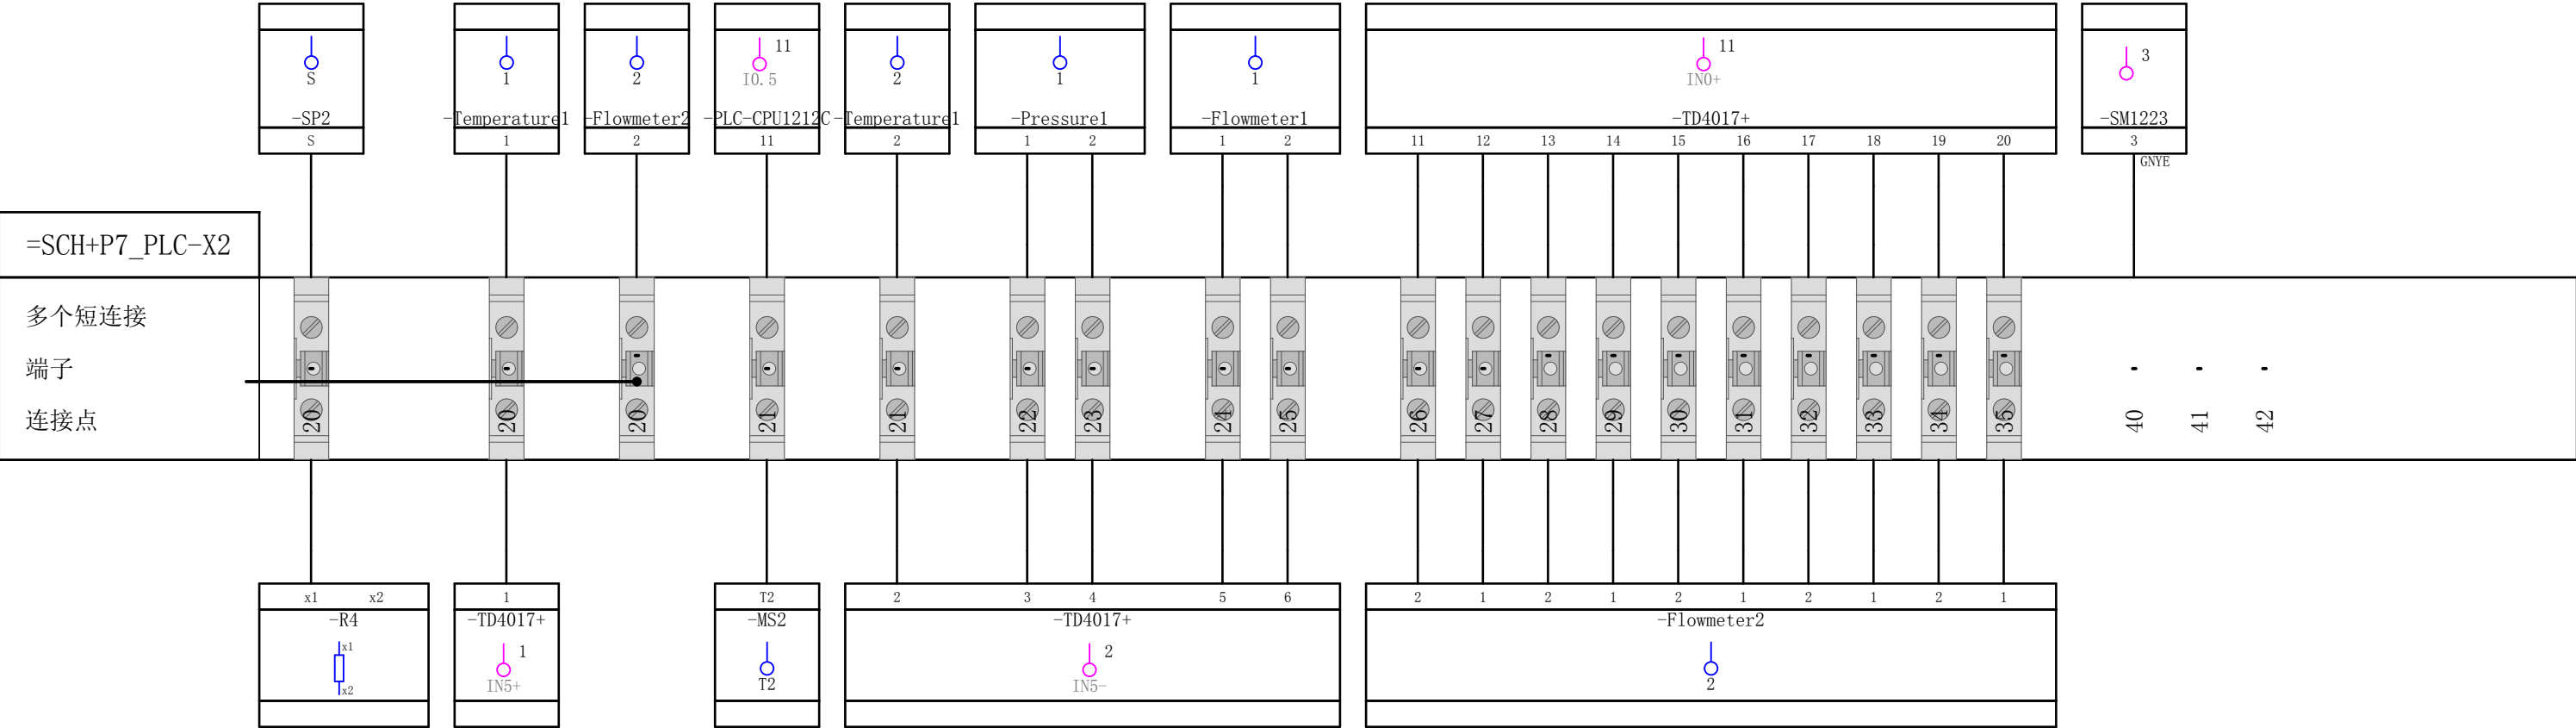 11
11
3
S
1
2
I0.5
2
1
1
IN0+
-SP2
-Temperature1
-Flowmeter2
-PLC-CPU1212C
-Temperature1
-Pressure1
-Flowmeter1
-TD4017+
-SM1223
S
1
2
11
2
1
2
1
2
11
12
13
14
15
16
17
18
19
20
3
GNYE
=SCH+P7_PLC-X2
多个短连接
端子
连接点
20
20
20
21
21
22
23
24
25
26
27
28
29
30
31
32
33
34
35
40
41
42
x1
x2
1
T2
2
3
4
5
6
2
1
2
1
2
1
2
1
2
1
-R4
-TD4017+
-MS2
-TD4017+
-Flowmeter2
x1
1
2
x2
IN5+
T2
IN5-
2